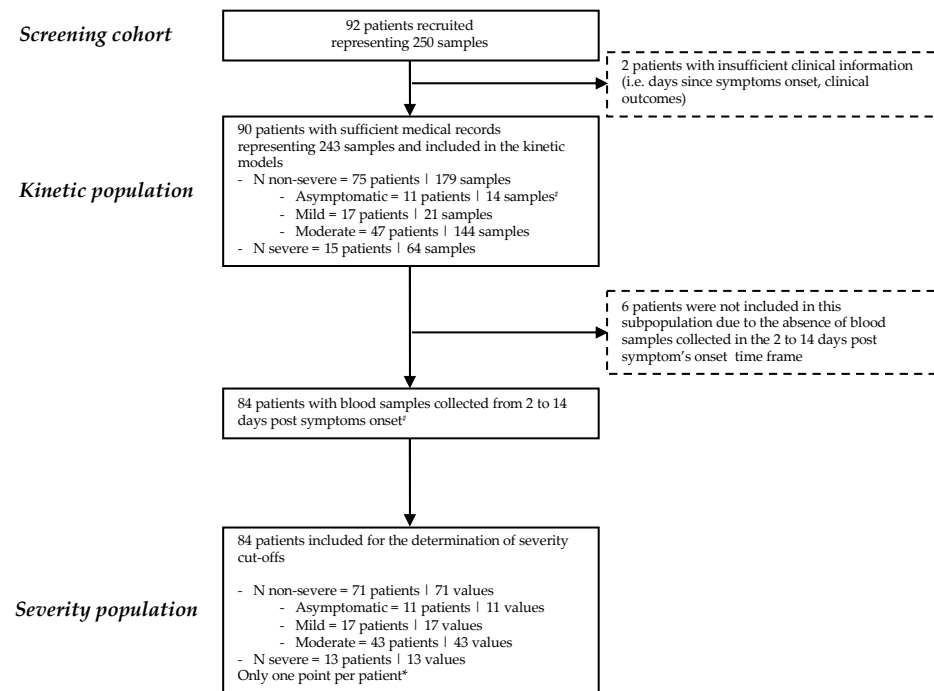 Screening cohort
92 patients recruited
representing 250 samples
2 patients with insufficient clinical information
(i.e. days since symptoms onset, clinical
outcomes)
Kinetic population
90 patients with sufficient medical records
representing 243 samples and included in the kinetic
models
- N non-severe = 75 patients | 179 samples
- Asymptomatic = 11 patients | 14 samples#
- Mild = 17 patients | 21 samples
- Moderate = 47 patients | 144 samples
- N severe = 15 patients | 64 samples
6 patients were not included in this
subpopulation due to the absence of blood
samples collected in the 2 to 14 days post
symptom's onset time frame
84 patients with blood samples collected from 2 to 14
days post symptoms onset#
Severity population
84 patients included for the determination of severity
cut-offs
- N non-severe = 71 patients | 71 values
- Asymptomatic = 11 patients | 11 values
- Mild = 17 patients | 17 values
- Moderate = 43 patients | 43 values
- N severe = 13 patients | 13 values
Only one point per patient*